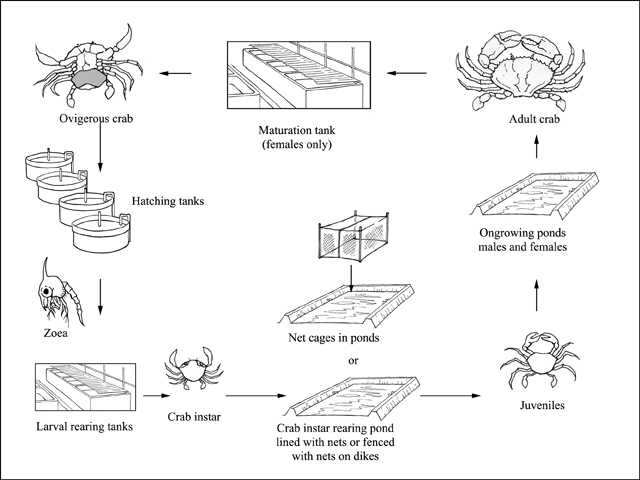 Ovigerous crab
Maturation tank
(females only)
Adult crab
Hatching tanks
Ongrowing ponds
males and females
Zoea
Net cages in ponds
or
Larval rearing tanks
Crab instar
Crab instar rearing pond
lined with nets or fenced
with nets on dikes
Juveniles